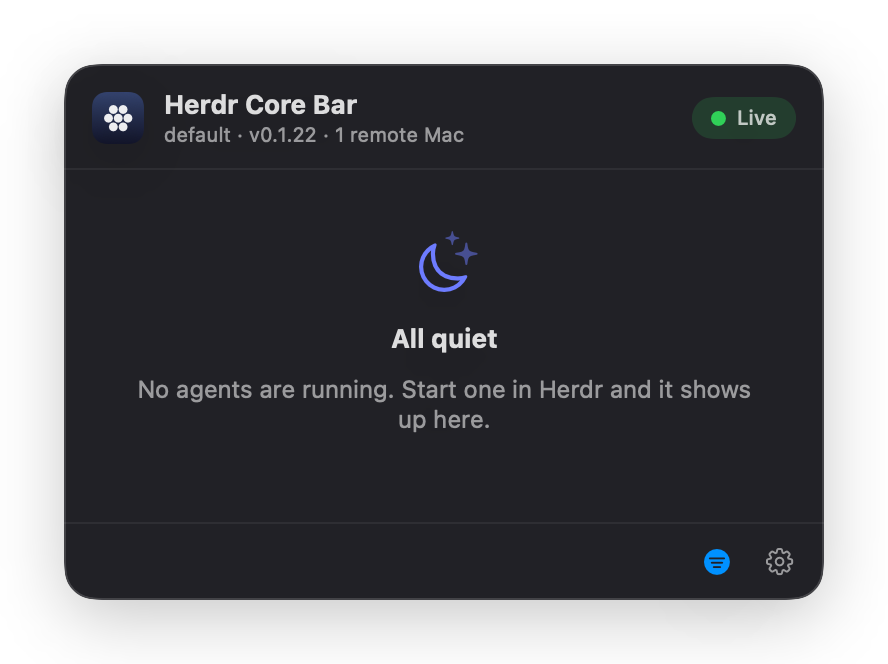 Herdr Core Bar
default · v0.1.22 · 1 remote Mac
Live
All quiet
No agents are running. Start one in Herdr and it shows
up here.